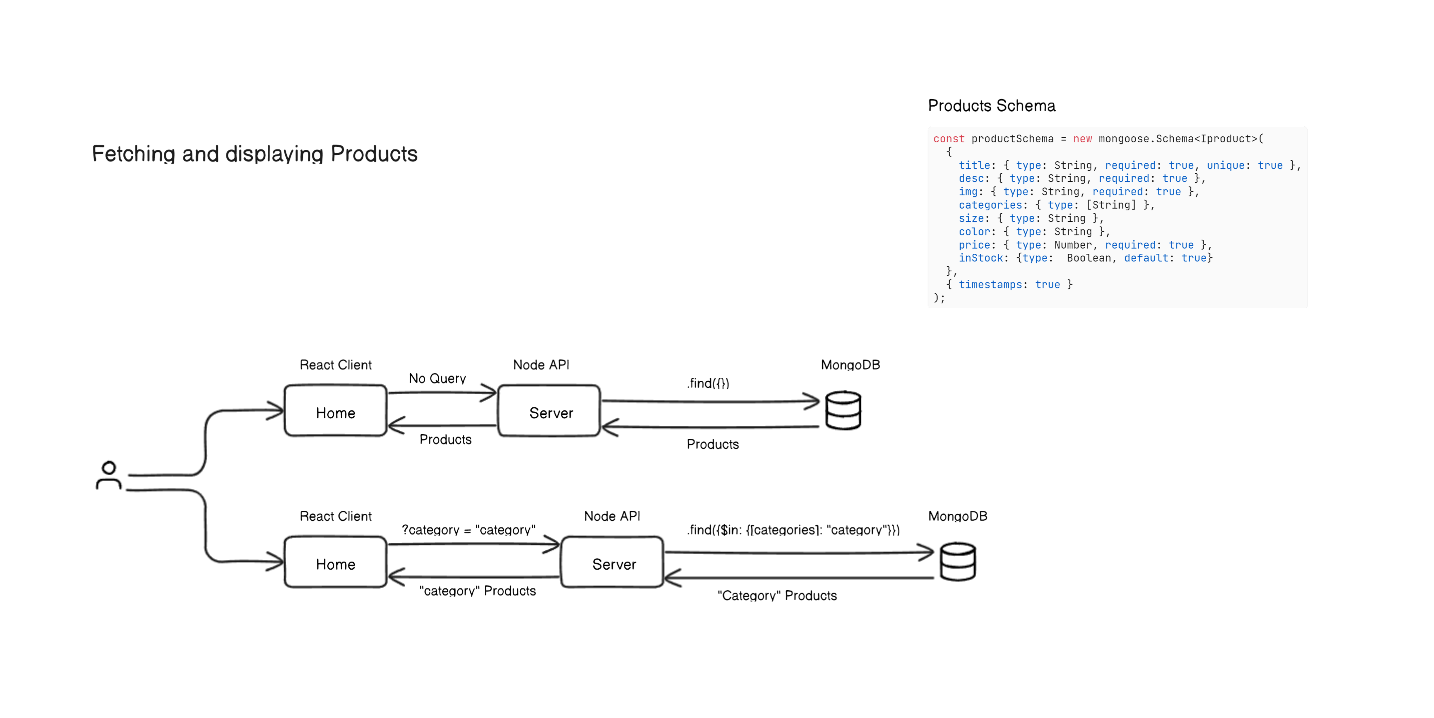 Products Schema
Fetching and displaying Products
const productSchema = new mongoose.Schema<Iproduct>(
  {
    title: { type: String, required: true, unique: true },
    desc: { type: String, required: true },
    img: { type: String, required: true },
    categories: { type: [String] },
    size: { type: String },
    color: { type: String },
    price: { type: Number, required: true },
    inStock: {type:  Boolean, default: true}
  },
  { timestamps: true }
);
React Client
Node API
MongoDB
No Query
.find({})
Home
Server
Products
Products
React Client
Node API
MongoDB
?category = "category"
.find({$in: {[categories]: "category"}})
Home
Server
"category" Products
"Category" Products